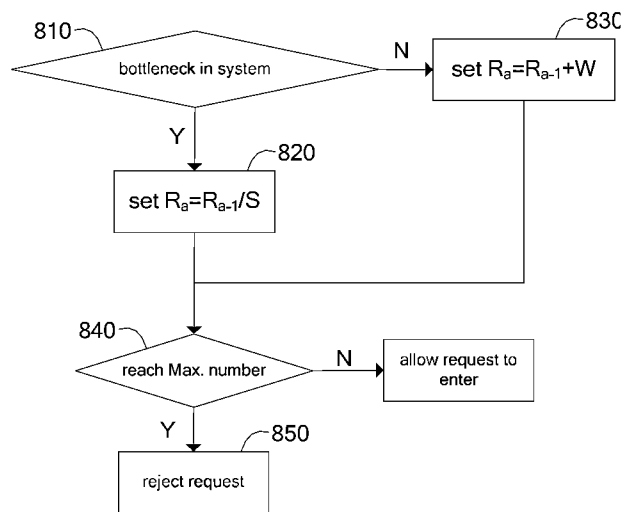 810
bottleneck in system
N
830
set Rₐ=Rₐ₋₁+W
Y
820
set Rₐ=Rₐ₋₁/S
840
reach Max. number
N
allow request to
enter
Y
850
reject request